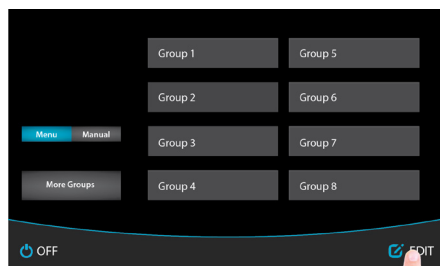 Group 1
Group 5
Group 2
Group 6
Menu
Manual
Group 3
Group 7
More Groups
Group 4
Group 8
OFF
EDIT